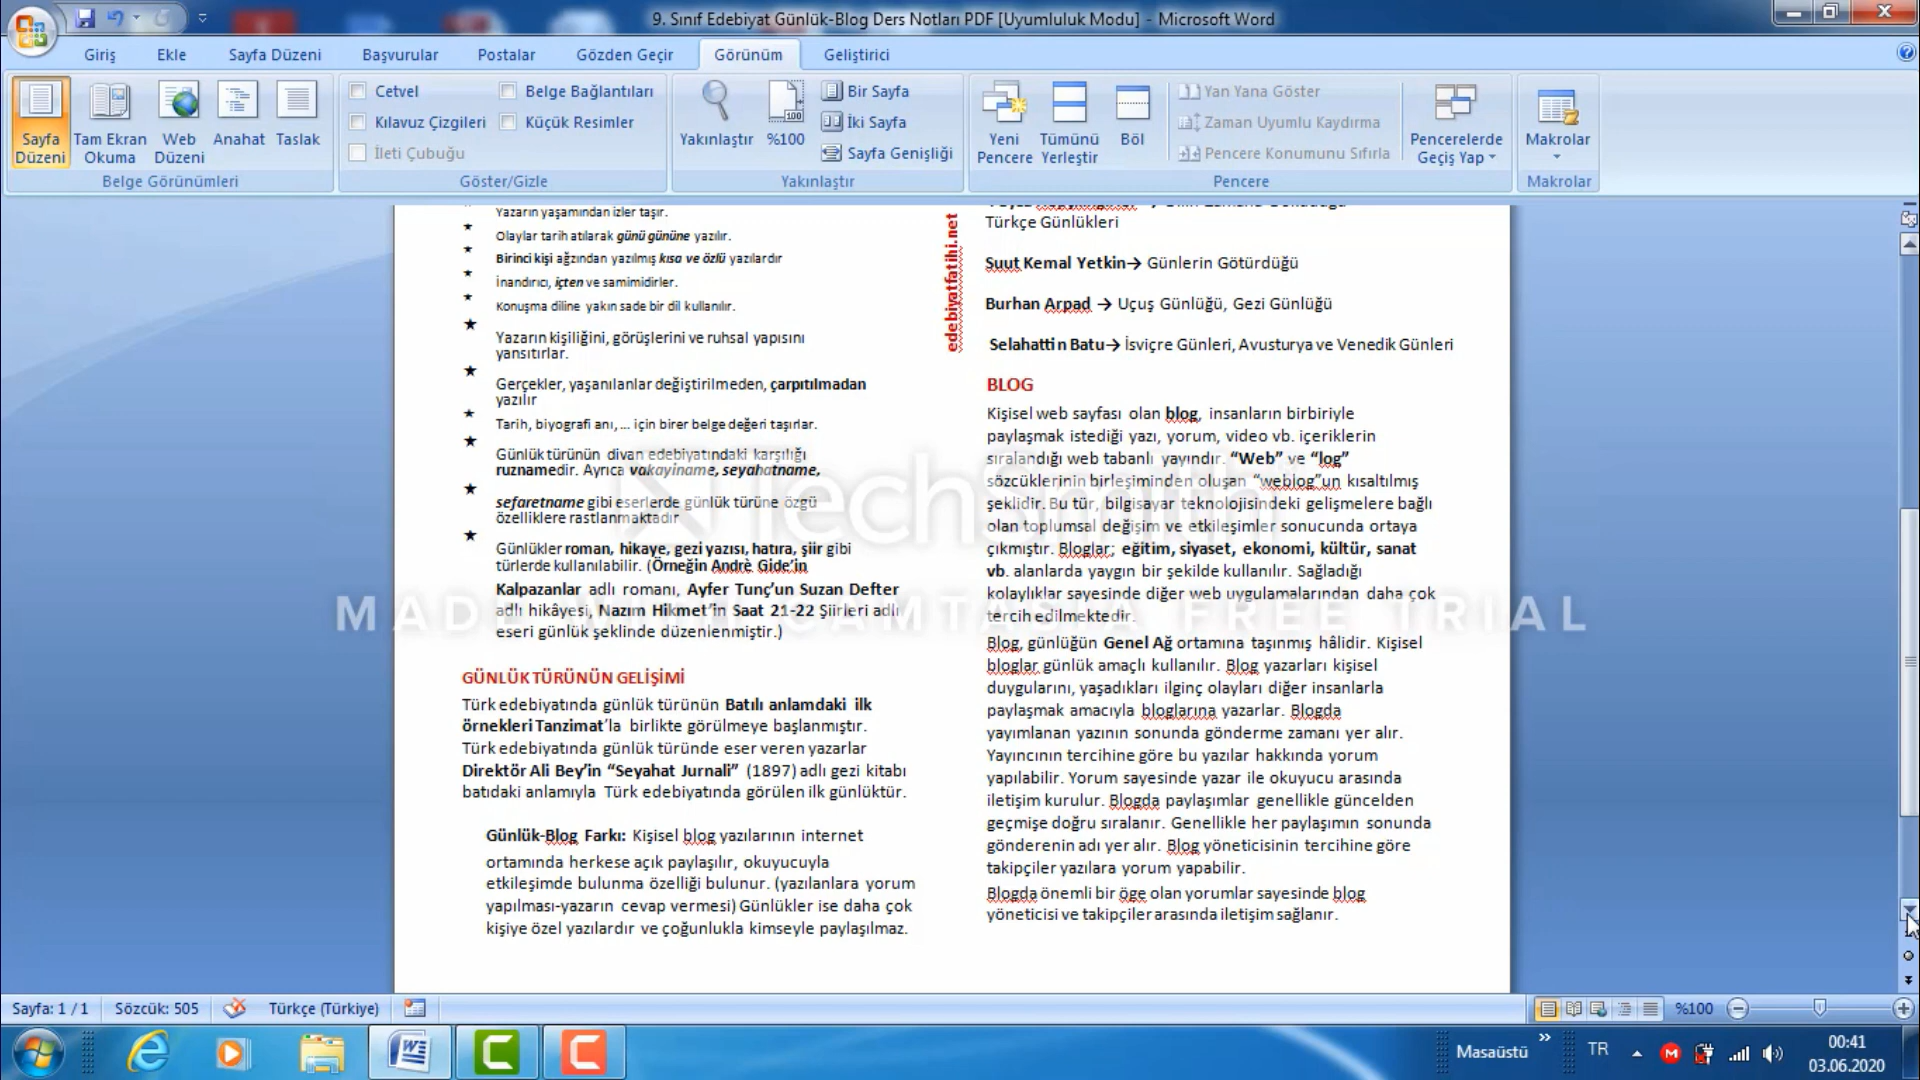 9. Sınıf Edebiyat Günlük-Blog Ders Notları PDF [Uyumluluk Modu] - Microsoft Word
Giriş Ekle Sayfa Düzeni Başvurular Postalar Gözden Geçir Görünüm Geliştirici
Sayfa Düzeni
Tam Ekran Okuma
Web Düzeni
Anahat
Taslak
Belge Görünümleri
Cetvel
Kılavuz Çizgileri
İleti Çubuğu
Belge Bağlantıları
Küçük Resimler
Göster/Gizle
Yakınlaştır
%100
Bir Sayfa
İki Sayfa
Sayfa Genişliği
Yakınlaştır
Yeni Pencere
Tümünü Yerleştir
Böl
Yan Yana Göster
Zaman Uyumlu Kaydırma
Pencere Konumunu Sıfırla
Pencerelerde Geçiş Yap
Pencere
Makrolar
Makrolar
Yazarın yaşamından izler taşır.
★ Olaylar tarih atılarak günü gününe yazılır.
★ Birinci kişi ağzından yazılmış kısa ve özlü yazılardır
★ İnandırıcı, içten ve samimidirler.
★ Konuşma diline yakın sade bir dil kullanılır.
★ Yazarın kişiliğini, görüşlerini ve ruhsal yapısını
yansıtırlar.
★ Gerçekler, yaşanılanlar değiştirilmeden, çarpıtılmadan
yazılır
★ Tarih, biyografi anı,… için birer belge değeri taşırlar.
★ Günlük türünün divan edebiyatındaki karşılığı
ruznamedir. Ayrıca vakayiname, seyahatname,
★ sefaretname gibi eserlerde günlük türüne özgü
özelliklere rastlanmaktadır
★ Günlükler roman, hikaye, gezi yazısı, hatıra, şiir gibi
türlerde kullanılabilir. (Örneğin Andrè Gide’in
Kalpazanlar adlı romanı, Ayfer Tunç’un Suzan Defter
adlı hikâyesi, Nazım Hikmet’in Saat 21-22 Şiirleri adlı
eseri günlük şeklinde düzenlenmiştir.)
GÜNLÜK TÜRÜNÜN GELİŞİMİ
Türk edebiyatında günlük türünün Batılı anlamdaki ilk
örnekleri Tanzimat’la birlikte görülmeye başlanmıştır.
Türk edebiyatında günlük türünde eser veren yazarlar
Direktör Ali Bey’in “Seyahat Jurnali” (1897) adlı gezi kitabı
batıdaki anlamıyla Türk edebiyatında görülen ilk günlüktür.
Günlük-Blog Farkı: Kişisel blog yazılarının internet
ortamında herkese açık paylaşılır, okuyucuyla
etkileşimde bulunma özelliği bulunur. (yazılanlara yorum
yapılması-yazarın cevap vermesi) Günlükler ise daha çok
kişiye özel yazılardır ve çoğunlukla kimseyle paylaşılmaz.
edebiyatfatihi.net
Türkçe Günlükleri
Suut Kemal Yetkin→ Günlerin Götürdüğü
Burhan Arpad → Uçuş Günlüğü, Gezi Günlüğü
Selahattin Batu→ İsviçre Günleri, Avusturya ve Venedik Günleri
BLOG
Kişisel web sayfası olan blog, insanların birbiriyle
paylaşmak istediği yazı, yorum, video vb. içeriklerin
sıralandığı web tabanlı yayındır. “Web” ve “log”
sözcüklerinin birleşiminden oluşan “weblog”un kısaltılmış
şeklidir. Bu tür, bilgisayar teknolojisindeki gelişmelere bağlı
olan toplumsal değişim ve etkileşimler sonucunda ortaya
çıkmıştır. Bloglar; eğitim, siyaset, ekonomi, kültür, sanat
vb. alanlarda yaygın bir şekilde kullanılır. Sağladığı
kolaylıklar sayesinde diğer web uygulamalarından daha çok
tercih edilmektedir.
Blog, günlüğün Genel Ağ ortamına taşınmış hâlidir. Kişisel
bloglar günlük amaçlı kullanılır. Blog yazarları kişisel
duygularını, yaşadıkları ilginç olayları diğer insanlarla
paylaşmak amacıyla bloglarına yazarlar. Blogda
yayımlanan yazının sonunda gönderme zamanı yer alır.
Yayıncının tercihine göre bu yazılar hakkında yorum
yapılabilir. Yorum sayesinde yazar ile okuyucu arasında
iletişim kurulur. Blogda paylaşımlar genellikle güncelden
geçmişe doğru sıralanır. Genellikle her paylaşımın sonunda
gönderenin adı yer alır. Blog yöneticisinin tercihine göre
takipçiler yazılara yorum yapabilir.
Blogda önemli bir öge olan yorumlar sayesinde blog
yöneticisi ve takipçiler arasında iletişim sağlanır.
TechSmith
MADE WITH CAMTASIA FREE TRIAL
Sayfa: 1 / 1 Sözcük: 505 Türkçe (Türkiye) %100
Masaüstü » TR 00:41
03.06.2020